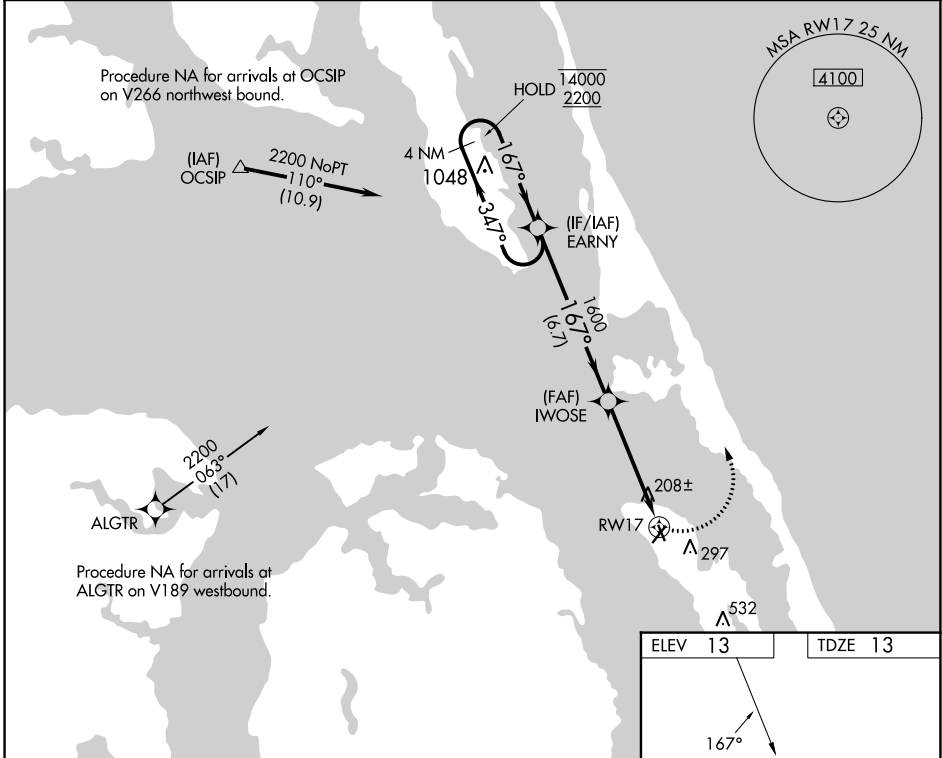 MSA RW17 25 NM
4100
Procedure NA for arrivals at OCSIP
on V266 northwest bound.
HOLD
14000
2200
(IAF)
OCSIP
2200 NoPT
110°
(10.9)
4 NM
1048
167°
347°
(IF/IAF)
EARNY
1600
167°
(6.7)
(FAF)
IWOSE
2200
063°
(17)
ALGTR
208±
RW17
297
Procedure NA for arrivals at
ALGTR on V189 westbound.
532
ELEV 13
TDZE 13
167°